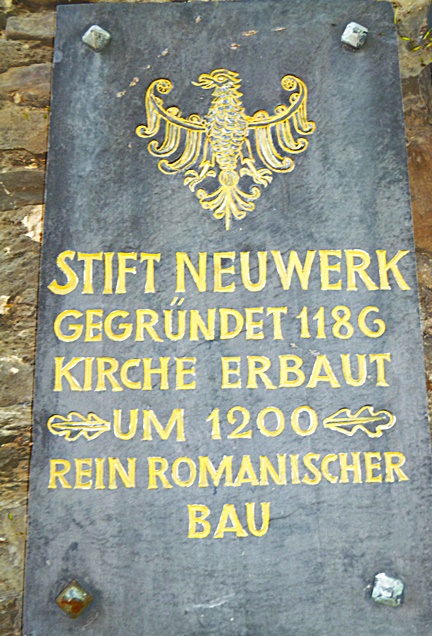 STIFT NEUWERK
GEGRÜNDET 1186
KIRCHE ERBAUT
UM 1200
REIN ROMANISCHER
BAU